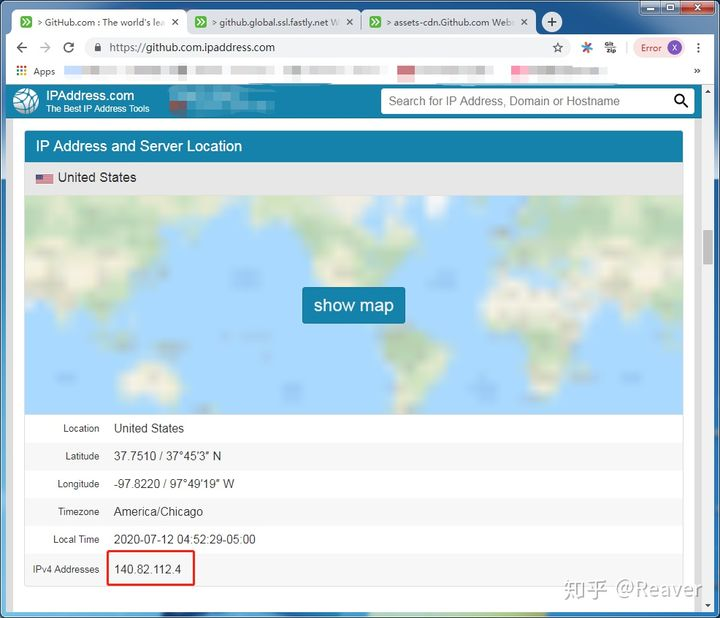 > GitHub.com : The world's lea
> github.global.ssl.fastly.net W
> assets-cdn.Github.com Web
https://github.com.ipaddress.com
Error X
Apps
IPAddress.com
The Best IP Address Tools
Search for IP Address, Domain or Hostname
IP Address and Server Location
United States
show map
Location United States
Latitude 37.7510 / 37°45'3" N
Longitude -97.8220 / 97°49'19" W
Timezone America/Chicago
Local Time 2020-07-12 04:52:29-05:00
IPv4 Addresses 140.82.112.4
知乎 @Reaver